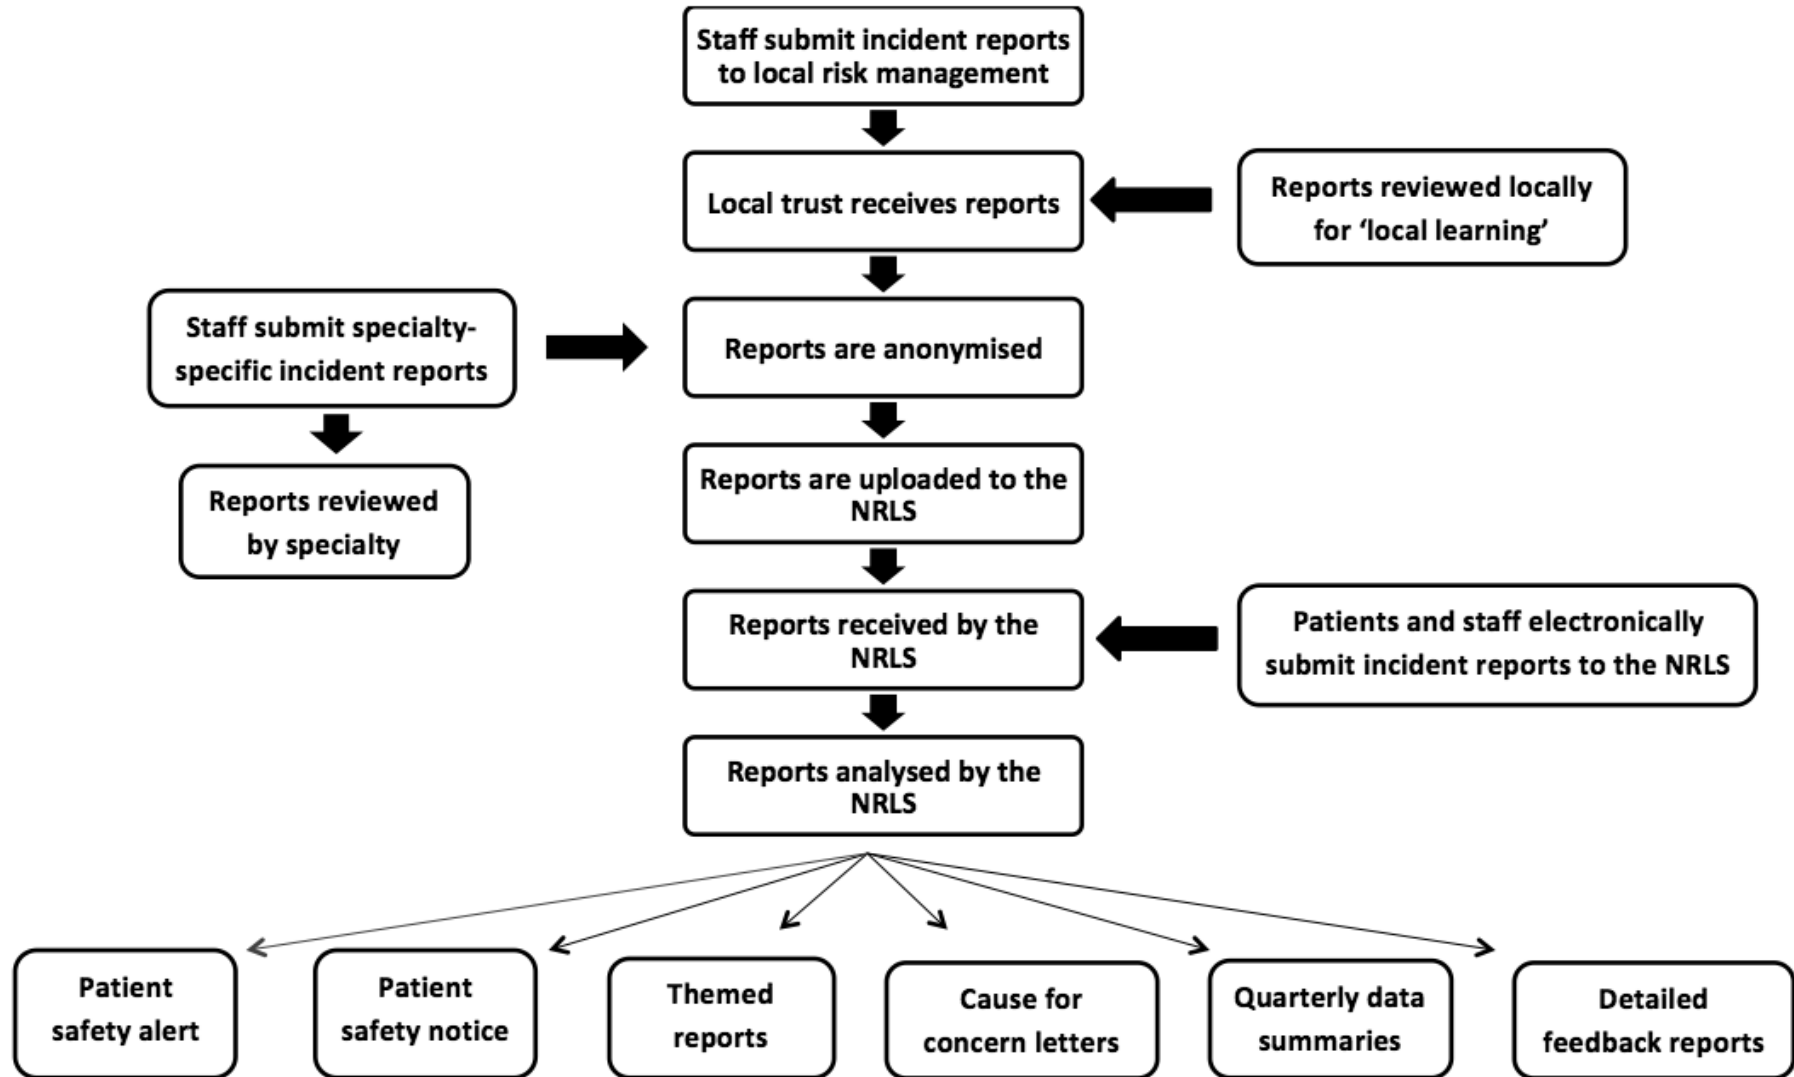 Staff submit incident reports
to local risk management
Local trust receives reports
Reports reviewed locally
for ‘local learning’
Staff submit specialty-
specific incident reports
Reports are anonymised
Reports reviewed
by specialty
Reports are uploaded to the
NRLS
Reports received by the
NRLS
Patients and staff electronically
submit incident reports to the NRLS
Reports analysed by the
NRLS
Patient
safety alert
Patient
safety notice
Themed
reports
Cause for
concern letters
Quarterly data
summaries
Detailed
feedback reports